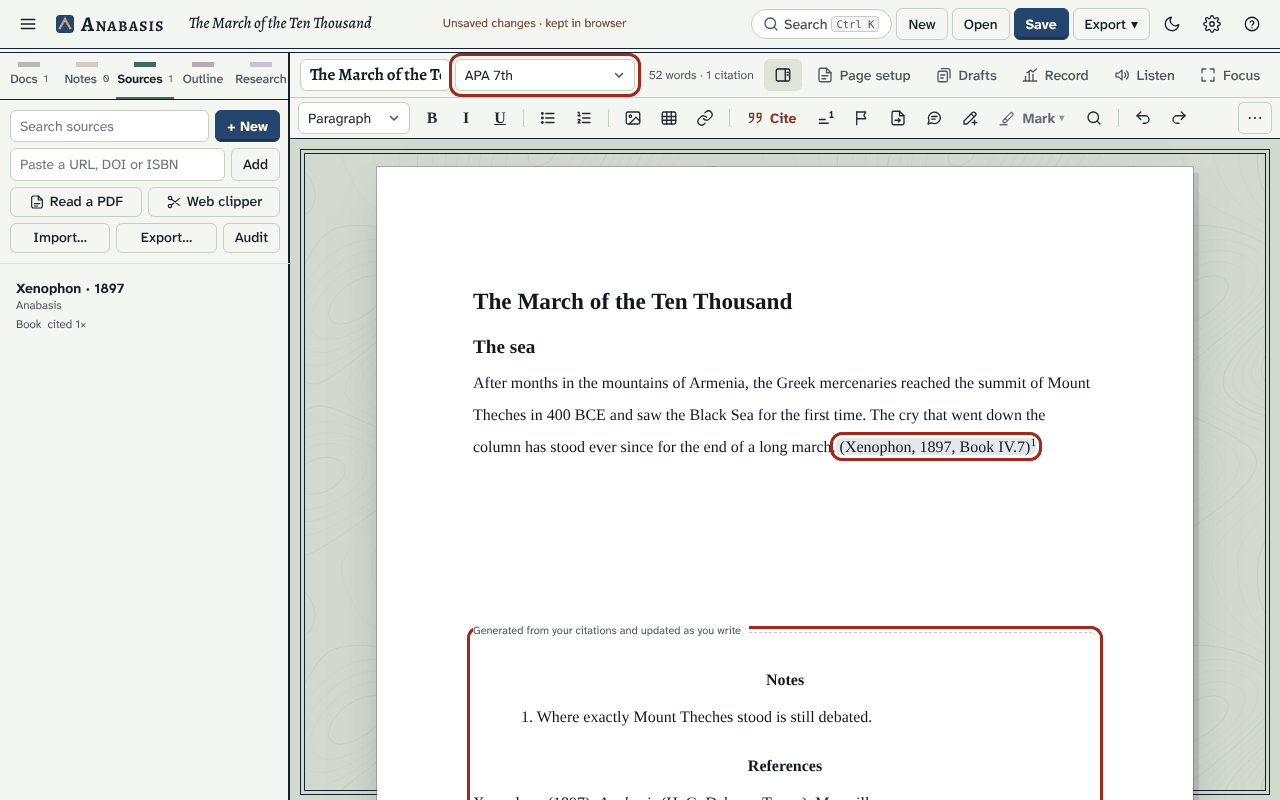 ANABASIS
The March of the Ten Thousand
Unsaved changes · kept in browser
Search Ctrl K
New
Open
Save
Export ▾
Docs 1
Notes 0
Sources 1
Outline
Research
The March of the Te
APA 7th
52 words · 1 citation
Page setup
Drafts
Record
Listen
Focus
Search sources
+ New
Paste a URL, DOI or ISBN
Add
Read a PDF
Web clipper
Import…
Export…
Audit
Xenophon · 1897
Anabasis
Book cited 1×
Paragraph
B
I
U
Cite
1
Mark ▾
…
The March of the Ten Thousand
The sea
After months in the mountains of Armenia, the Greek mercenaries reached the summit of Mount
Theches in 400 BCE and saw the Black Sea for the first time. The cry that went down the
column has stood ever since for the end of a long march. (Xenophon, 1897, Book IV.7)1
Generated from your citations and updated as you write
Notes
1. Where exactly Mount Theches stood is still debated.
References